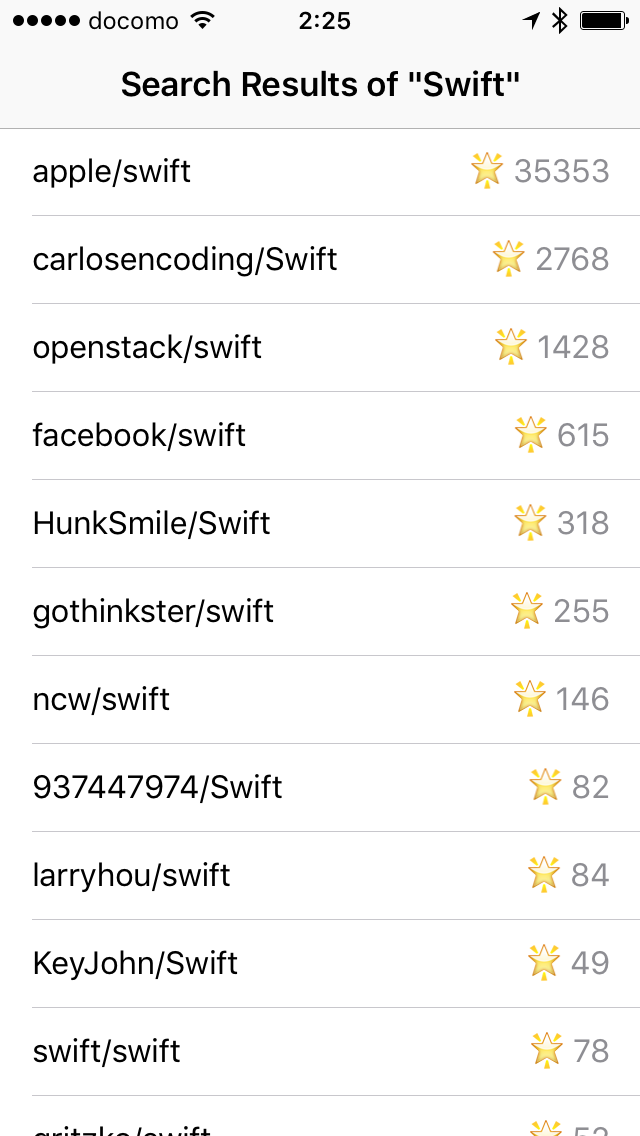 docomo 2:25
Search Results of "Swift"
apple/swift 🌟 35353
carlosencoding/Swift 🌟 2768
openstack/swift 🌟 1428
facebook/swift 🌟 615
HunkSmile/Swift 🌟 318
gothinkster/swift 🌟 255
ncw/swift 🌟 146
937447974/Swift 🌟 82
larryhou/swift 🌟 84
KeyJohn/Swift 🌟 49
swift/swift 🌟 78